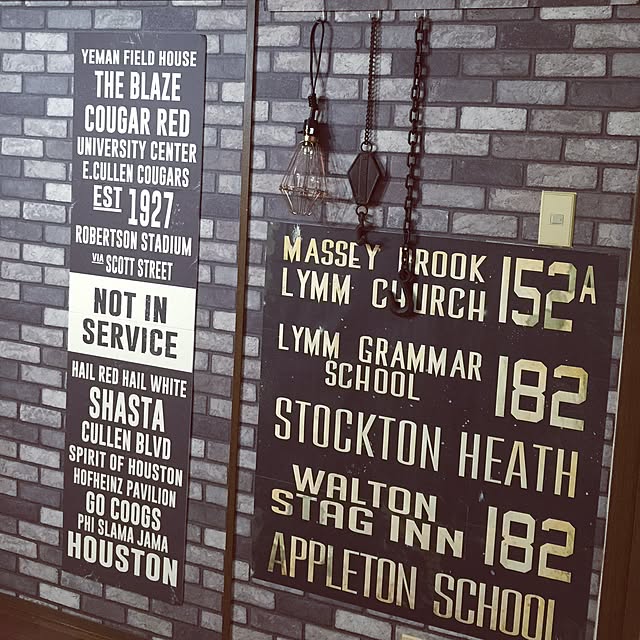 YEMAN FIELD HOUSE
THE BLAZE
COUGAR RED
UNIVERSITY CENTER
E.CULLEN COUGARS
EST 1927
ROBERTSON STADIUM
VIA SCOTT STREET
NOT IN
SERVICE
HAIL RED HAIL WHITE
SHASTA
CULLEN BLVD
SPIRIT OF HOUSTON
HOFHEINZ PAVILION
GO COOGS
PHI SLAMA JAMA
HOUSTON
MASSEY BROOK
LYMM CHURCH 152A
LYMM GRAMMAR
SCHOOL 182
STOCKTON HEATH
WALTON
STAG INN 182
APPLETON SCHOOL